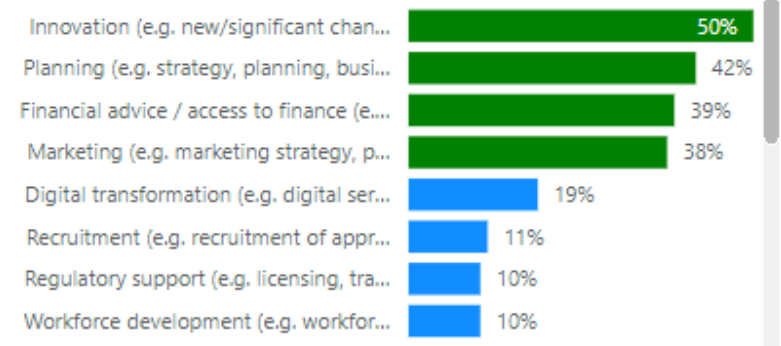 Innovation (e.g. new/significant chan... 50%
Planning (e.g. strategy, planning, busi... 42%
Financial advice / access to finance (e.... 39%
Marketing (e.g. marketing strategy, p... 38%
Digital transformation (e.g. digital ser... 19%
Recruitment (e.g. recruitment of appr... 11%
Regulatory support (e.g. licensing, tra... 10%
Workforce development (e.g. workfor... 10%